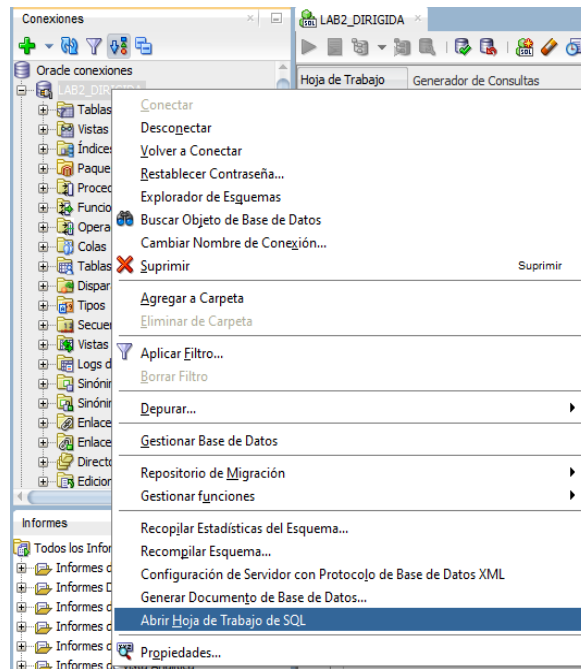 Conexiones
LAB2_DIRIGIDA
Oracle conexiones
Hoja de Trabajo Generador de Consultas
LAB2_DIRIGIDA
Tablas
Vistas
Índices
Paque
Proced
Funcio
Opera
Colas
Tablas
Dispar
Tipos
Secuen
Vistas
Logs d
Sinónim
Sinónim
Enlace
Enlace
Directo
Edicion
Conectar
Desconectar
Volver a Conectar
Restablecer Contraseña...
Explorador de Esquemas
Buscar Objeto de Base de Datos
Cambiar Nombre de Conexión...
Suprimir Suprimir
Agregar a Carpeta
Eliminar de Carpeta
Aplicar Filtro...
Borrar Filtro
Depurar...
Gestionar Base de Datos
Repositorio de Migración
Gestionar funciones
Recopilar Estadísticas del Esquema...
Recompilar Esquema...
Configuración de Servidor con Protocolo de Base de Datos XML
Generar Documento de Base de Datos...
Abrir Hoja de Trabajo de SQL
Propiedades...
Informes
Todos los Infor
Informes d
Informes D
Informes d
Informes d
Informes d
Informes d